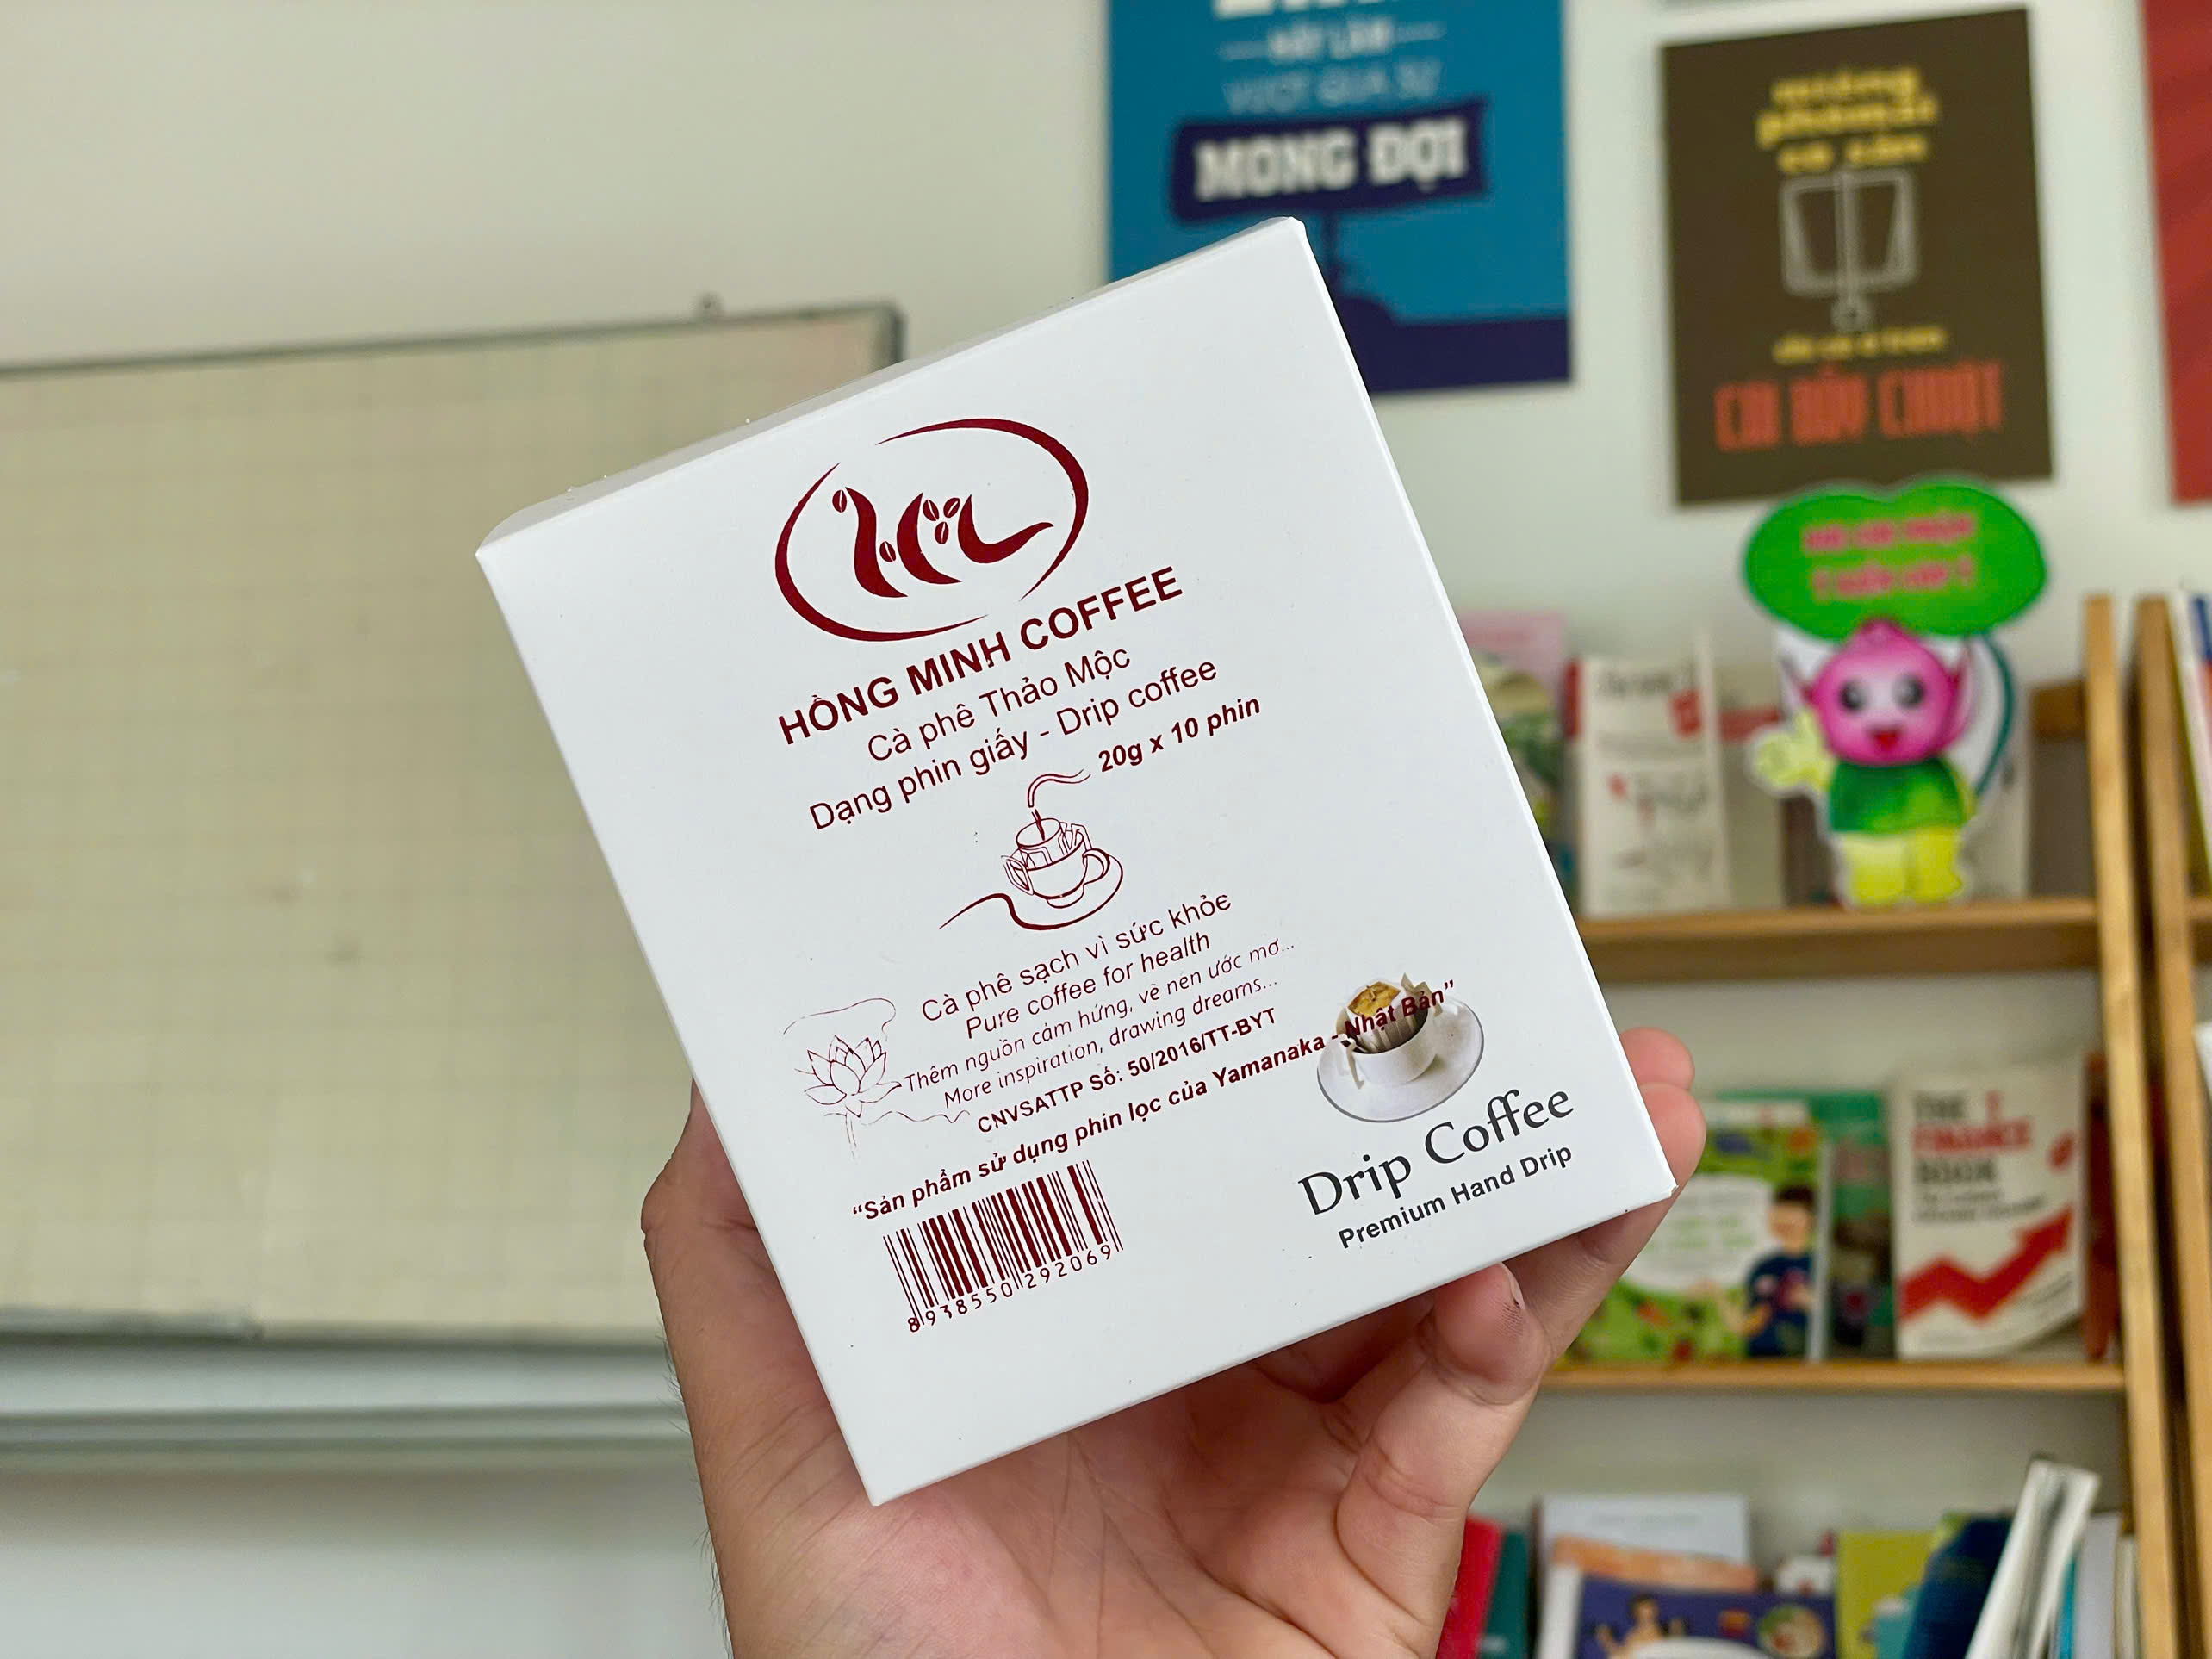 MONG ĐỢI
HỒNG MINH COFFEE
Cà phê Thảo Mộc
Dạng phin giấy - Drip coffee
20g x 10 phin
Cà phê sạch vì sức khỏe
Pure coffee for health
Thêm nguồn cảm hứng, vẽ nên ước mơ...
More inspiration, drawing dreams...
CNVSATTP Số: 50/2016/TT-BYT
“Sản phẩm sử dụng phin lọc của Yamanaka - Nhật Bản”
8938550292069
Drip Coffee
Premium Hand Drip
THE
FINANCE
BOOK